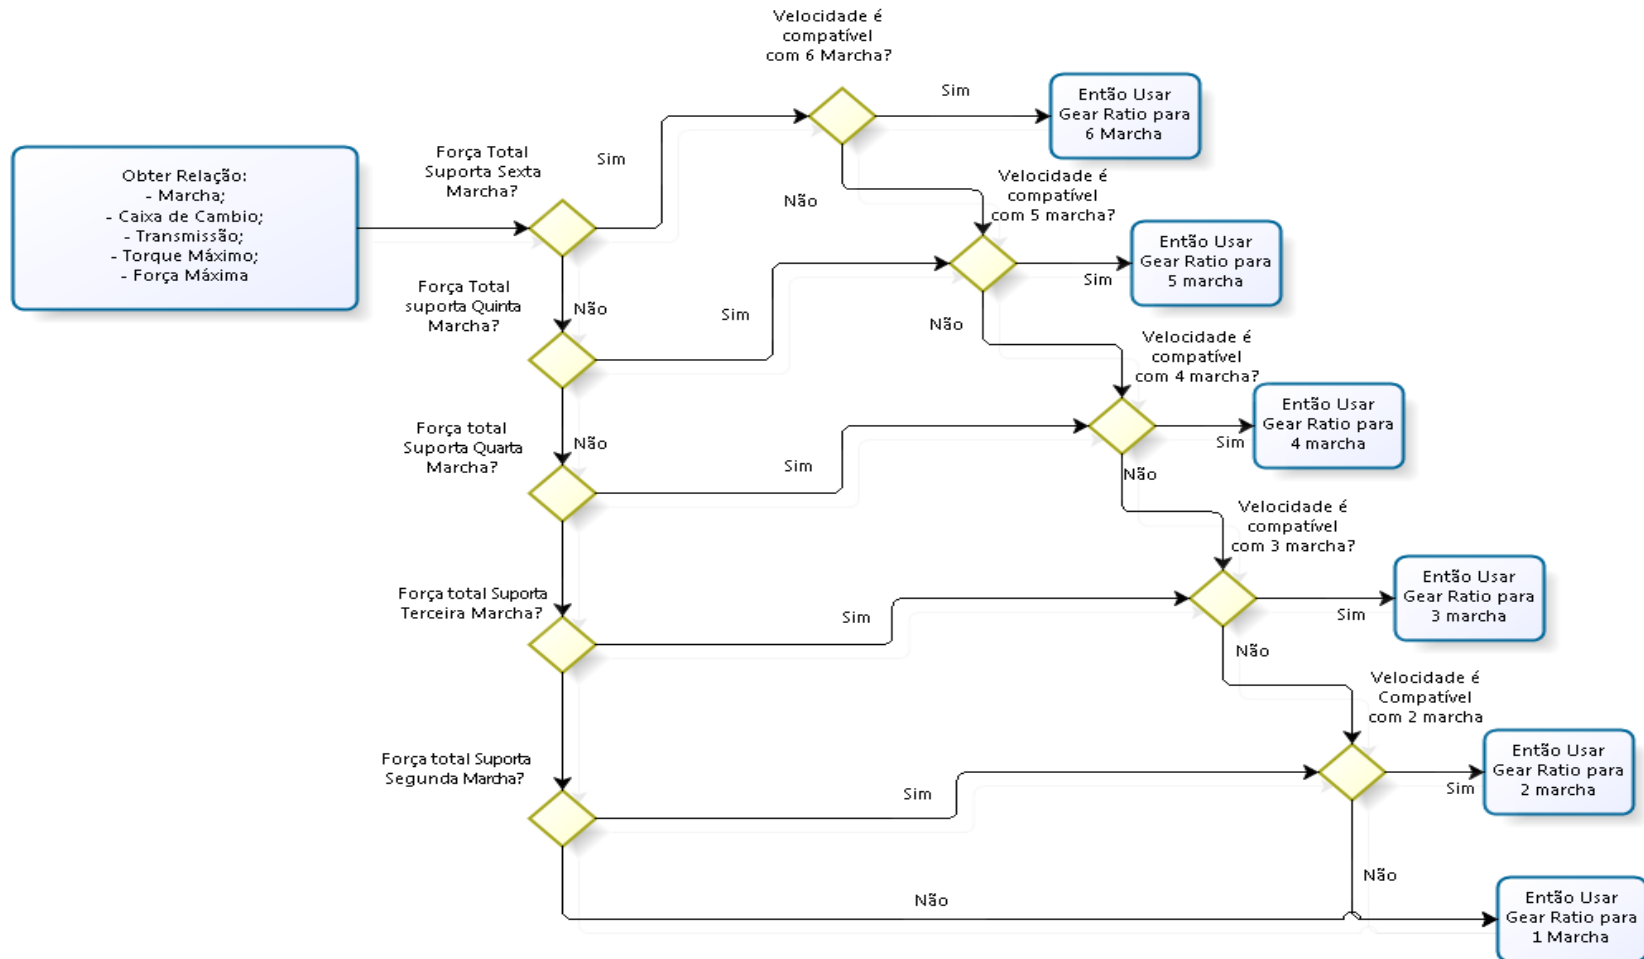 Velocidade é
compatível
com 6 Marcha?
Sim
Então Usar
Gear Ratio para
6 Marcha
Obter Relação:
- Marcha;
- Caixa de Cambio;
- Transmissão;
- Torque Máximo;
- Força Máxima
Força Total
Suporta Sexta
Marcha?
Sim
Não
Velocidade é
compatível
com 5 marcha?
Sim
Então Usar
Gear Ratio para
5 marcha
Força Total
suporta Quinta
Marcha?
Não
Sim
Não
Velocidade é
compatível
com 4 marcha?
Sim
Então Usar
Gear Ratio para
4 marcha
Força total
Suporta Quarta
Marcha?
Não
Sim
Não
Velocidade é
compatível
com 3 marcha?
Sim
Então Usar
Gear Ratio para
3 marcha
Força total Suporta
Terceira Marcha?
Sim
Não
Velocidade é
Compatível
com 2 marcha
Sim
Então Usar
Gear Ratio para
2 marcha
Força total Suporta
Segunda Marcha?
Sim
Não
Não
Então Usar
Gear Ratio para
1 Marcha